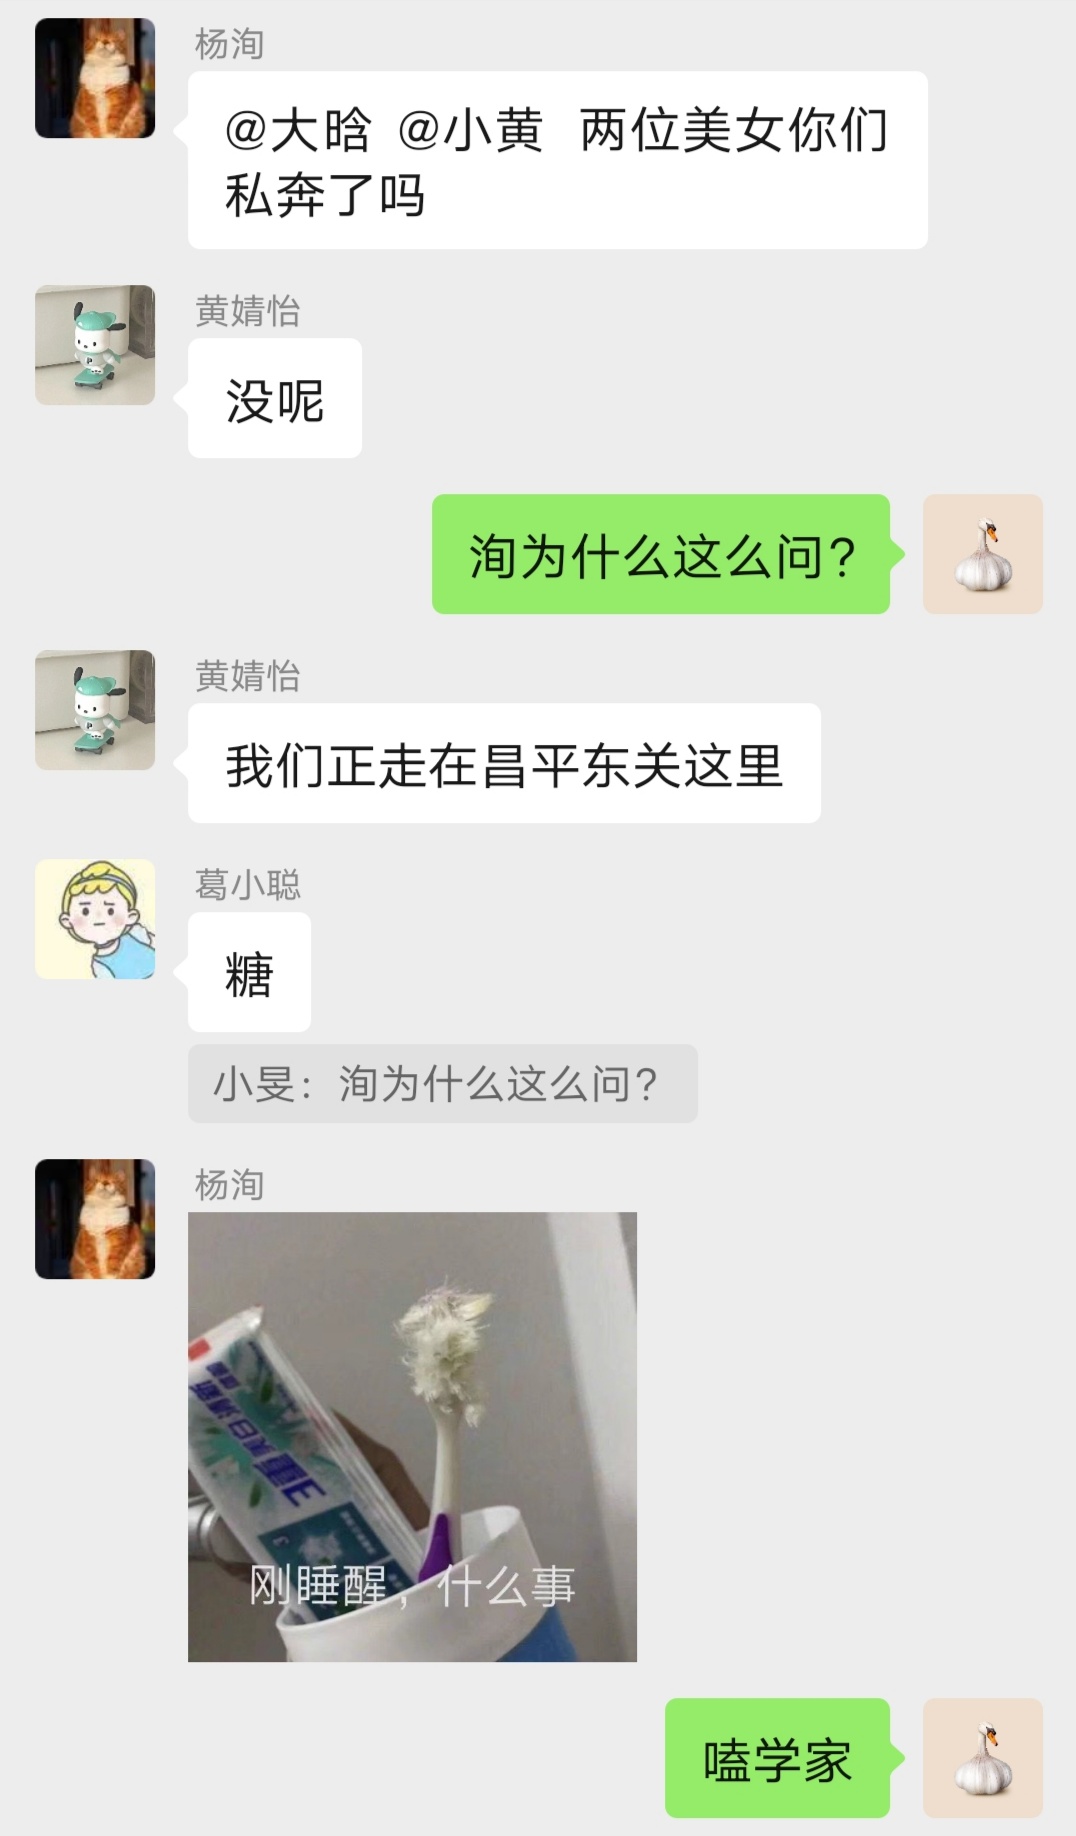 杨洵
@大晗 @小黄 两位美女你们
私奔了吗
黄婧怡
没呢
洵为什么这么问?
黄婧怡
我们正走在昌平东关这里
葛小聪
糖
小旻：洵为什么这么问?
杨洵
刚睡醒，什么事
嗑学家